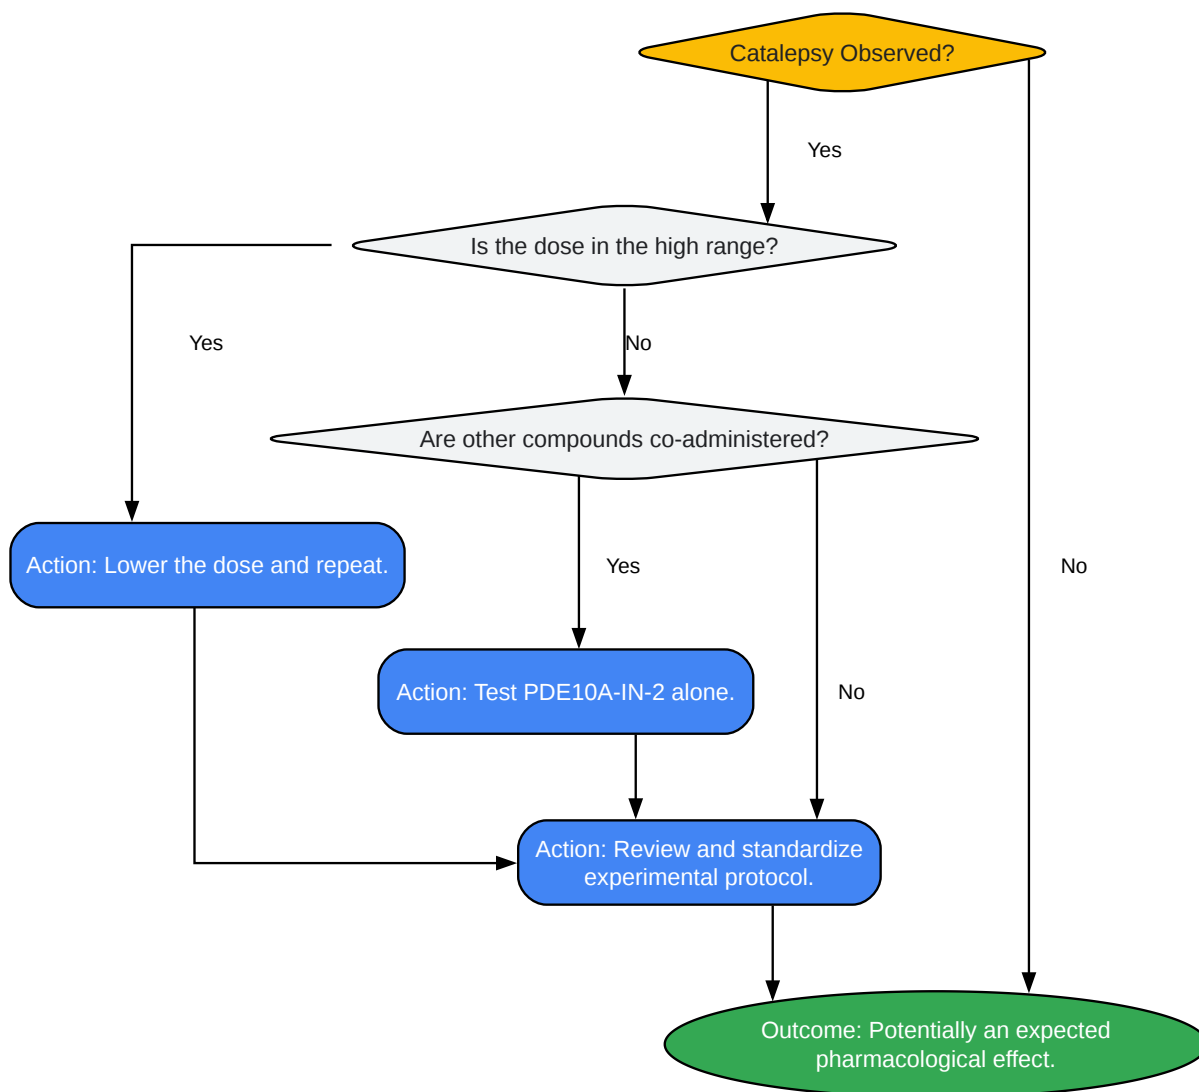 Catalepsy Observed?
Yes
Is the dose in the high range?
Yes
No
Are other compounds co-administered?
Action: Lower the dose and repeat.
Yes
No
Action: Test PDE10A-IN-2 alone.
No
Action: Review and standardize
experimental protocol.
Outcome: Potentially an expected
pharmacological effect.